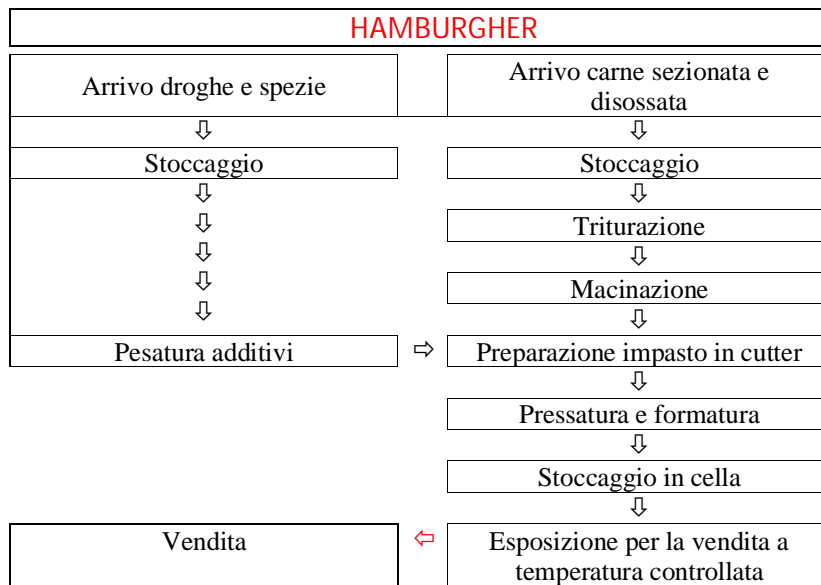 HAMBURGHER
Arrivo droghe e spezie
Arrivo carne sezionata e
disossata
⇩ ⇩
Stoccaggio
Stoccaggio
⇩ ⇩
⇩
Triturazione
⇩ ⇩
⇩
Macinazione
⇩ ⇩
Pesatura additivi
⇨
Preparazione impasto in cutter
⇩
Pressatura e formatura
⇩
Stoccaggio in cella
⇩
Vendita
⇦
Esposizione per la vendita a
temperatura controllata